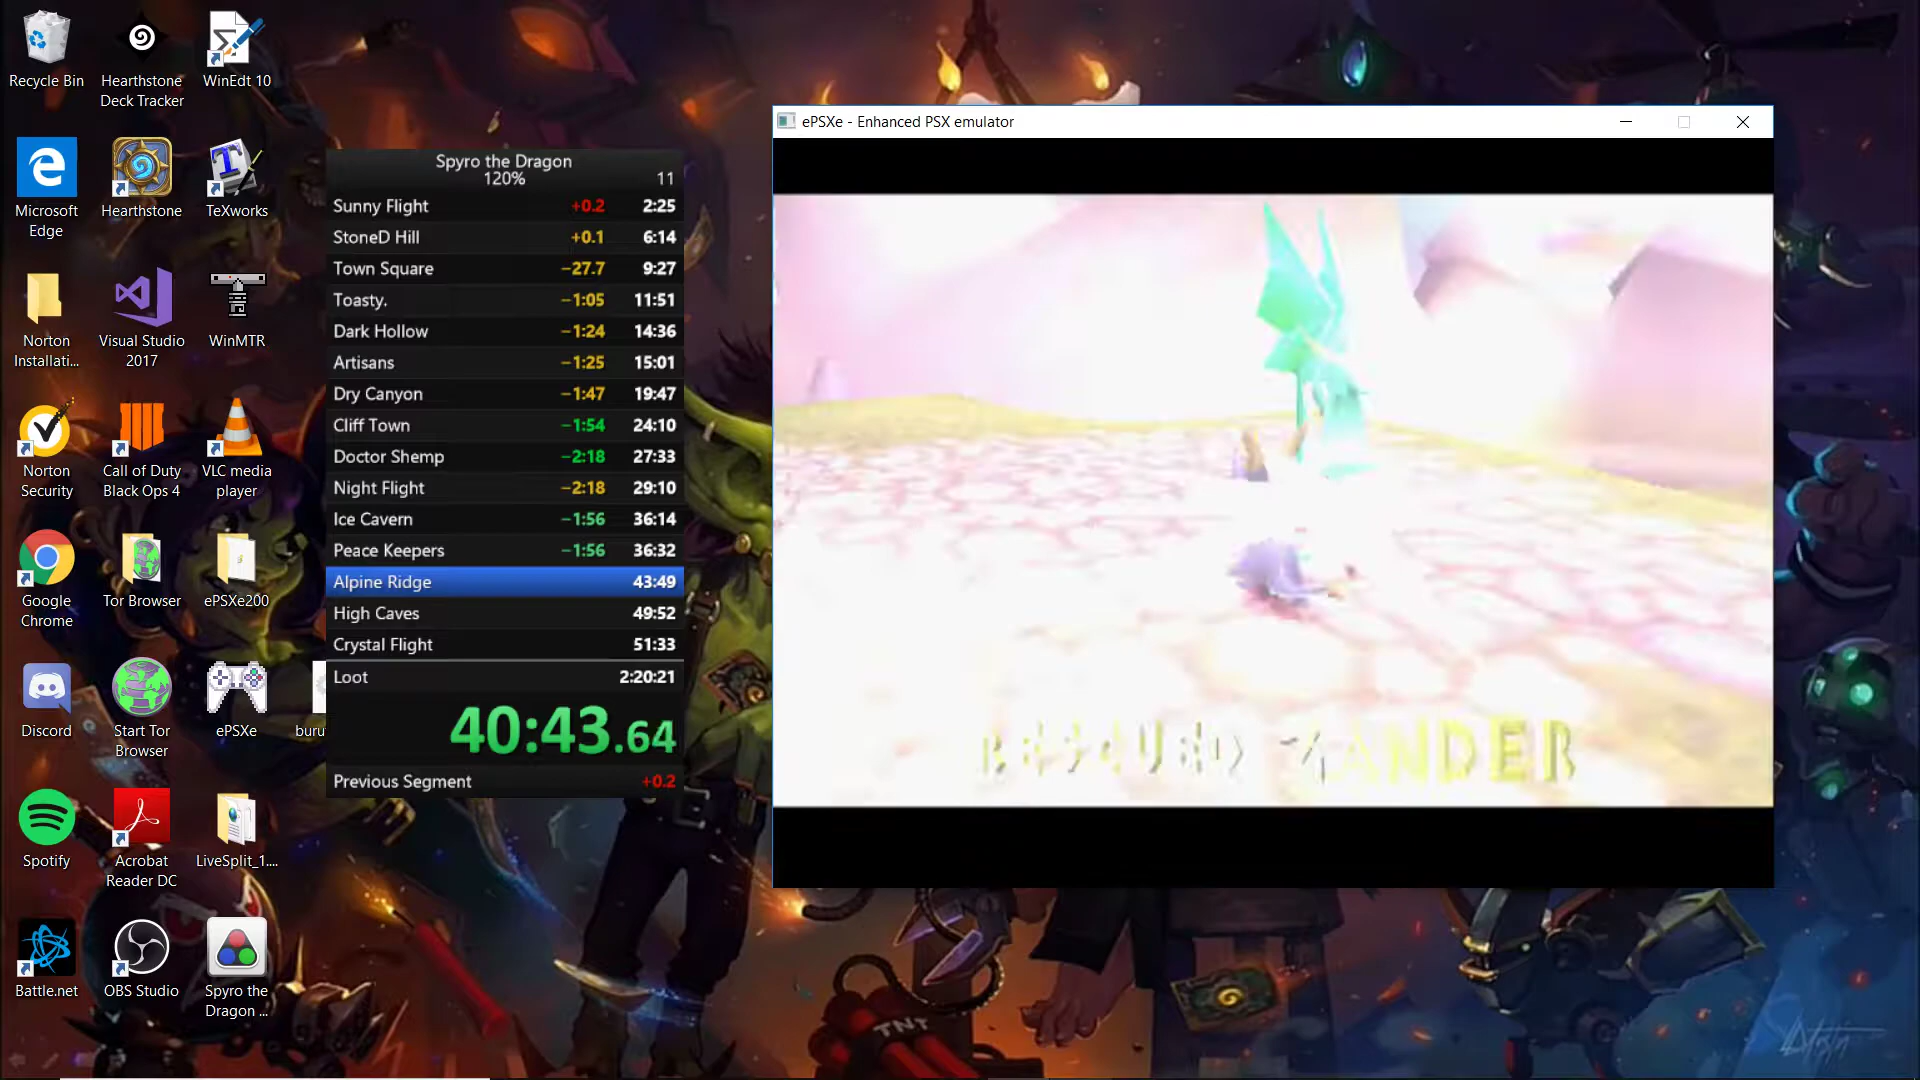 Recycle Bin
Hearthstone
Deck Tracker
WinEdt 10
Microsoft
Edge
Hearthstone
TeXworks
Norton
Installati...
Visual Studio
2017
WinMTR
Norton
Security
Call of Duty
Black Ops 4
VLC media
player
Google
Chrome
Tor Browser
ePSXe200
Discord
Start Tor
Browser
ePSXe
buru
Spotify
Acrobat
Reader DC
LiveSplit_1....
Battle.net
OBS Studio
Spyro the
Dragon ...
Spyro the Dragon
120% 11
Sunny Flight +0.2 2:25
StoneD Hill +0.1 6:14
Town Square −27.7 9:27
Toasty. −1:05 11:51
Dark Hollow −1:24 14:36
Artisans −1:25 15:01
Dry Canyon −1:47 19:47
Cliff Town −1:54 24:10
Doctor Shemp −2:18 27:33
Night Flight −2:18 29:10
Ice Cavern −1:56 36:14
Peace Keepers −1:56 36:32
Alpine Ridge 43:49
High Caves 49:52
Crystal Flight 51:33
Loot 2:20:21
40:43.64
Previous Segment +0.2
ePSXe - Enhanced PSX emulator
RESCUED ZANDER
TNT